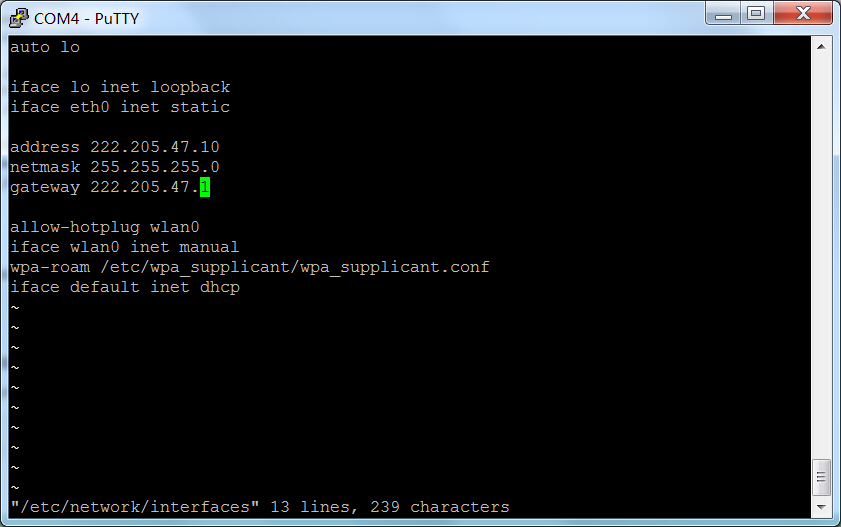 COM4 - PuTTY
auto lo
iface lo inet loopback
iface eth0 inet static
address 222.205.47.10
netmask 255.255.255.0
gateway 222.205.47.1
allow-hotplug wlan0
iface wlan0 inet manual
wpa-roam /etc/wpa_supplicant/wpa_supplicant.conf
iface default inet dhcp
~
~
~
~
~
~
~
~
~
~
"/etc/network/interfaces" 13 lines, 239 characters